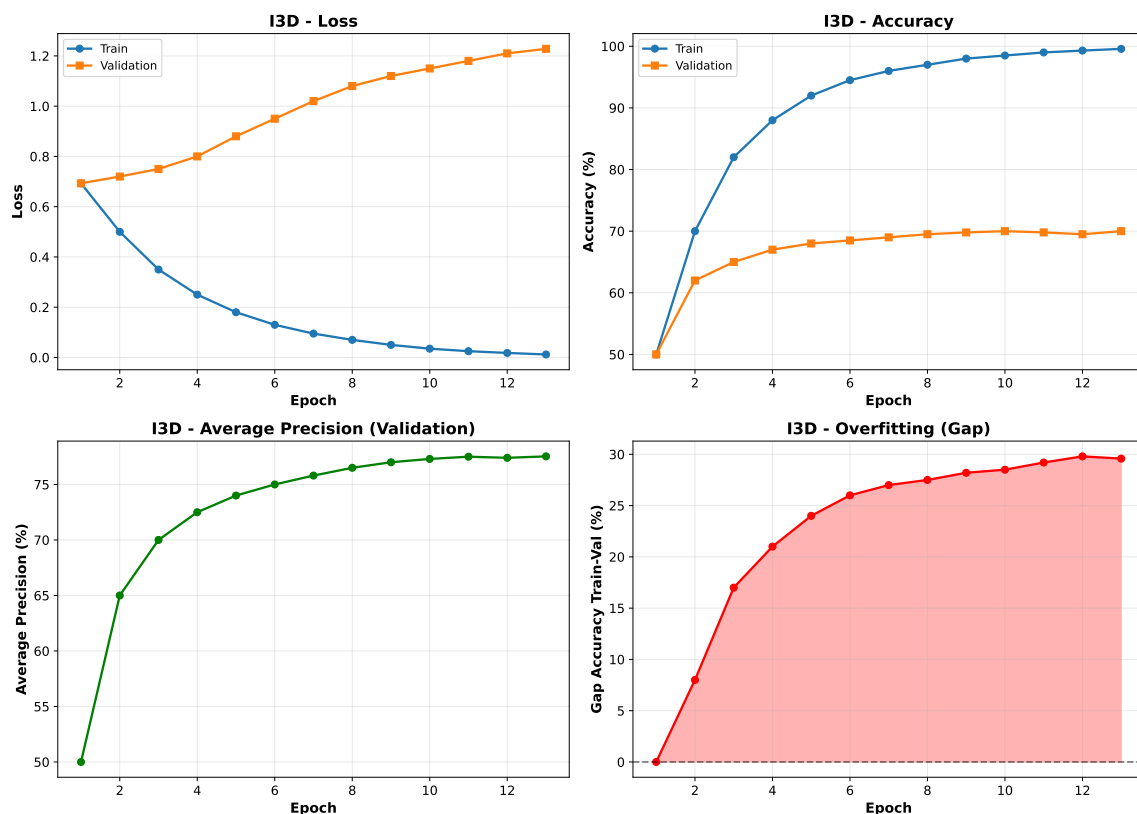 I3D - Loss
Train
Validation
1.2
1.0
0.8
0.6
0.4
0.2
0.0
Loss
2 4 6 8 10 12
Epoch
I3D - Accuracy
Train
Validation
100
90
80
70
60
50
Accuracy (%)
2 4 6 8 10 12
Epoch
I3D - Average Precision (Validation)
75
70
65
60
55
50
Average Precision (%)
2 4 6 8 10 12
Epoch
I3D - Overfitting (Gap)
30
25
20
15
10
5
0
Gap Accuracy Train-Val (%)
2 4 6 8 10 12
Epoch